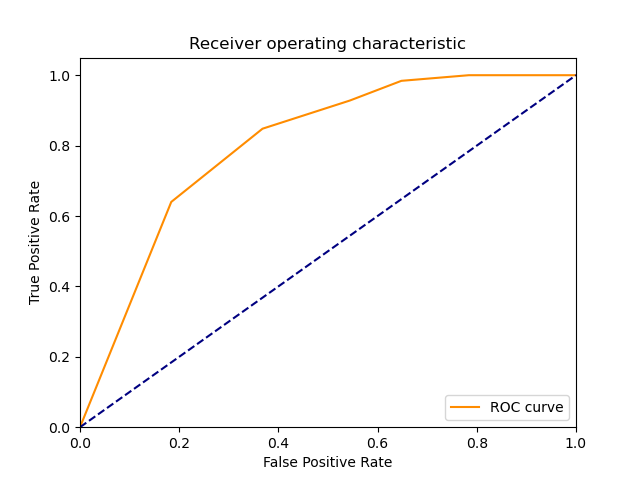 Receiver operating characteristic
1.0
0.8
0.6
0.4
0.2
0.0
True Positive Rate
0.0 0.2 0.4 0.6 0.8 1.0
False Positive Rate
ROC curve